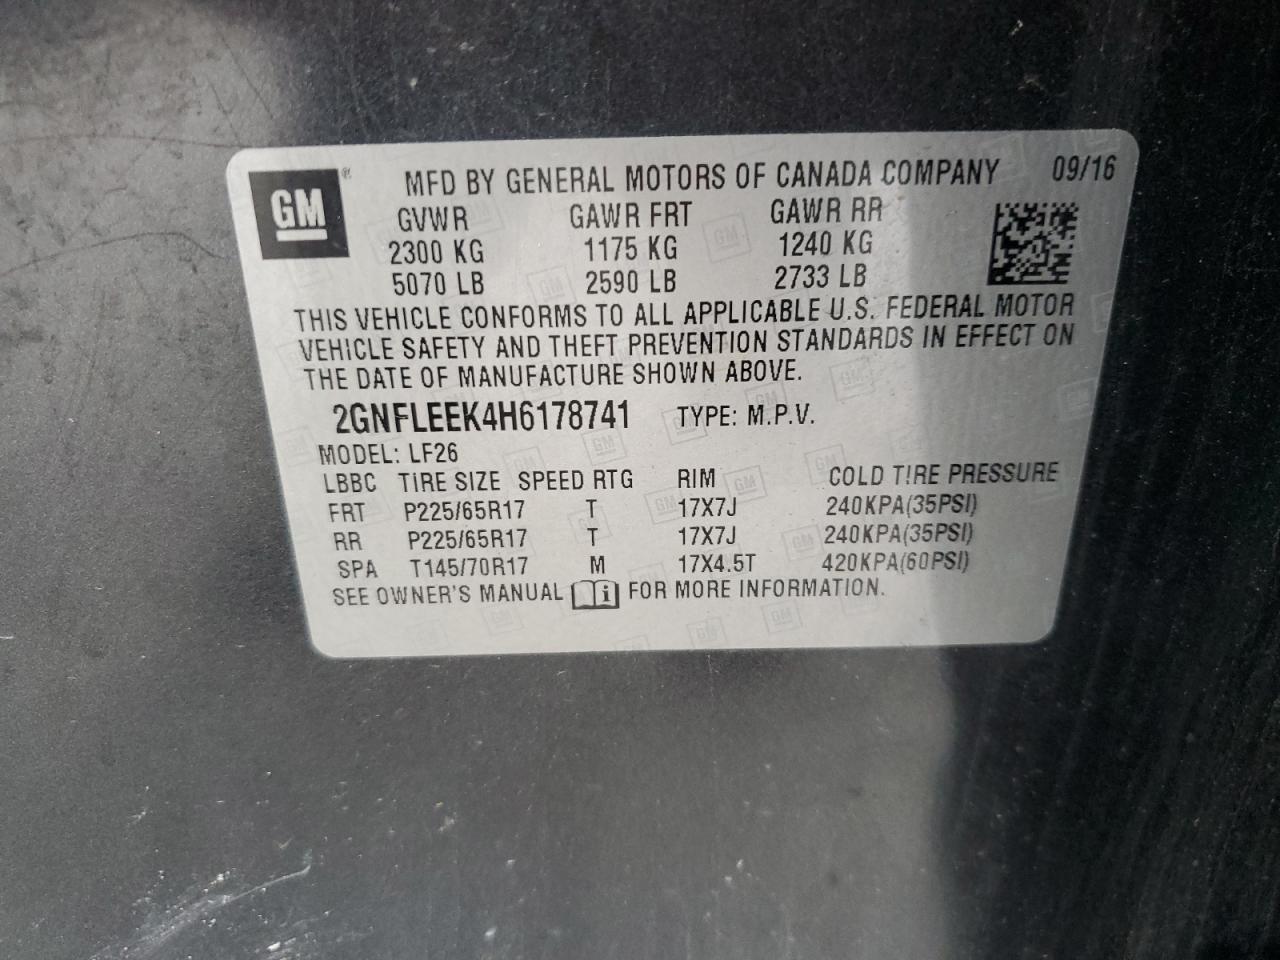 GM ® MFD BY GENERAL MOTORS OF CANADA COMPANY 09/16
GVWR GAWR FRT GAWR RR
2300 KG 1175 KG 1240 KG
5070 LB 2590 LB 2733 LB
THIS VEHICLE CONFORMS TO ALL APPLICABLE U.S. FEDERAL MOTOR
VEHICLE SAFETY AND THEFT PREVENTION STANDARDS IN EFFECT ON
THE DATE OF MANUFACTURE SHOWN ABOVE.
2GNFLEEK4H6178741 TYPE: M.P.V.
MODEL: LF26
LBBC TIRE SIZE SPEED RTG RIM COLD TIRE PRESSURE
FRT P225/65R17 T 17X7J 240KPA(35PSI)
RR P225/65R17 T 17X7J 240KPA(35PSI)
SPA T145/70R17 M 17X4.5T 420KPA(60PSI)
SEE OWNER'S MANUAL i FOR MORE INFORMATION.